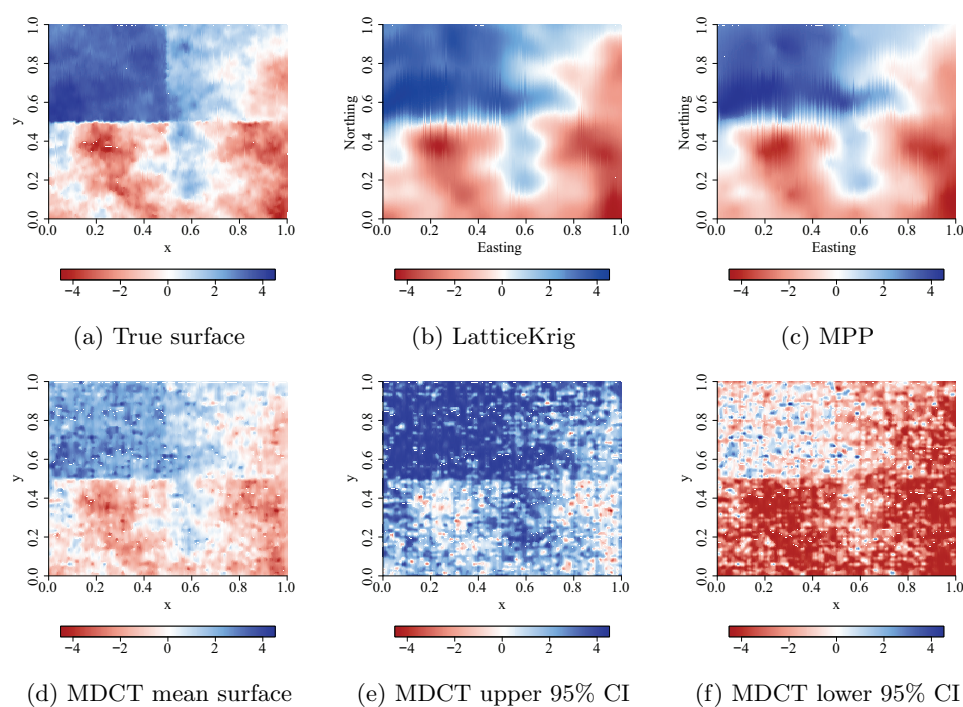 1.0
0.8
0.6
0.4
0.2
0.0
y
0.0 0.2 0.4 0.6 0.8 1.0
x
−4 −2 0 2 4
(a) True surface
1.0
0.8
0.6
0.4
0.2
0.0
Northing
0.0 0.2 0.4 0.6 0.8 1.0
Easting
−4 −2 0 2 4
(b) LatticeKrig
1.0
0.8
0.6
0.4
0.2
0.0
Northing
0.0 0.2 0.4 0.6 0.8 1.0
Easting
−4 −2 0 2 4
(c) MPP
1.0
0.8
0.6
0.4
0.2
0.0
y
0.0 0.2 0.4 0.6 0.8 1.0
x
−4 −2 0 2 4
(d) MDCT mean surface
1.0
0.8
0.6
0.4
0.2
0.0
y
0.0 0.2 0.4 0.6 0.8 1.0
x
−4 −2 0 2 4
(e) MDCT upper 95% CI
1.0
0.8
0.6
0.4
0.2
0.0
y
0.0 0.2 0.4 0.6 0.8 1.0
x
−4 −2 0 2 4
(f) MDCT lower 95% CI